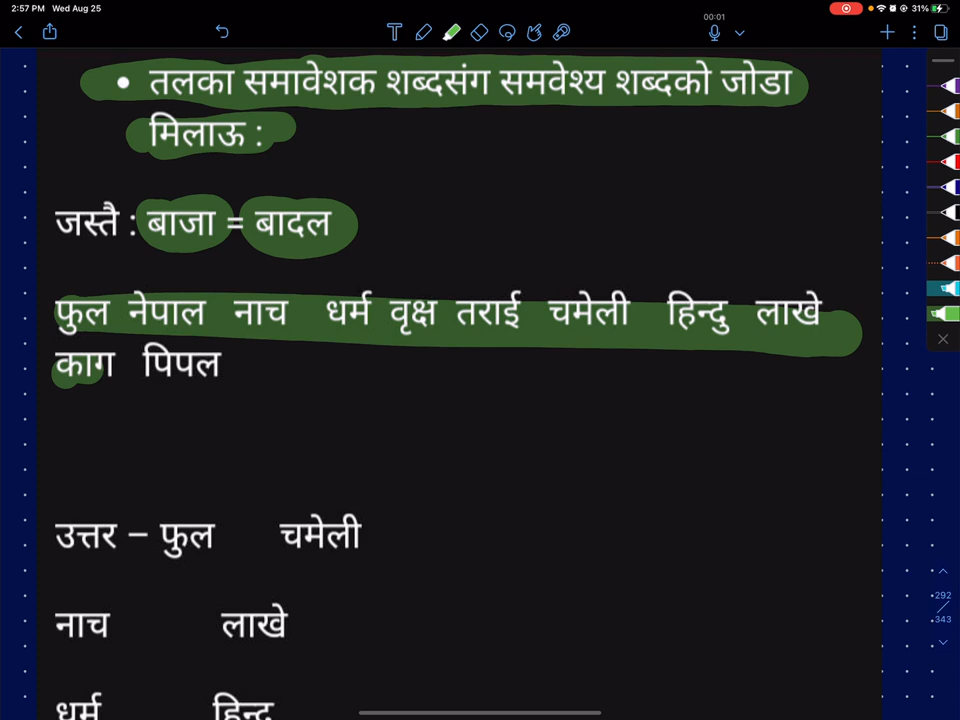 2:57 PM Wed Aug 25
31%
00:01
• तलका समावेशक शब्दसंग समवेश्य शब्दको जोडा
मिलाऊ :
जस्तै : बाजा = बादल
फुल नेपाल नाच धर्म वृक्ष तराई चमेली हिन्दु लाखे
काग पिपल
उत्तर – फुल चमेली
नाच लाखे
धर्म हिन्दु
292
343